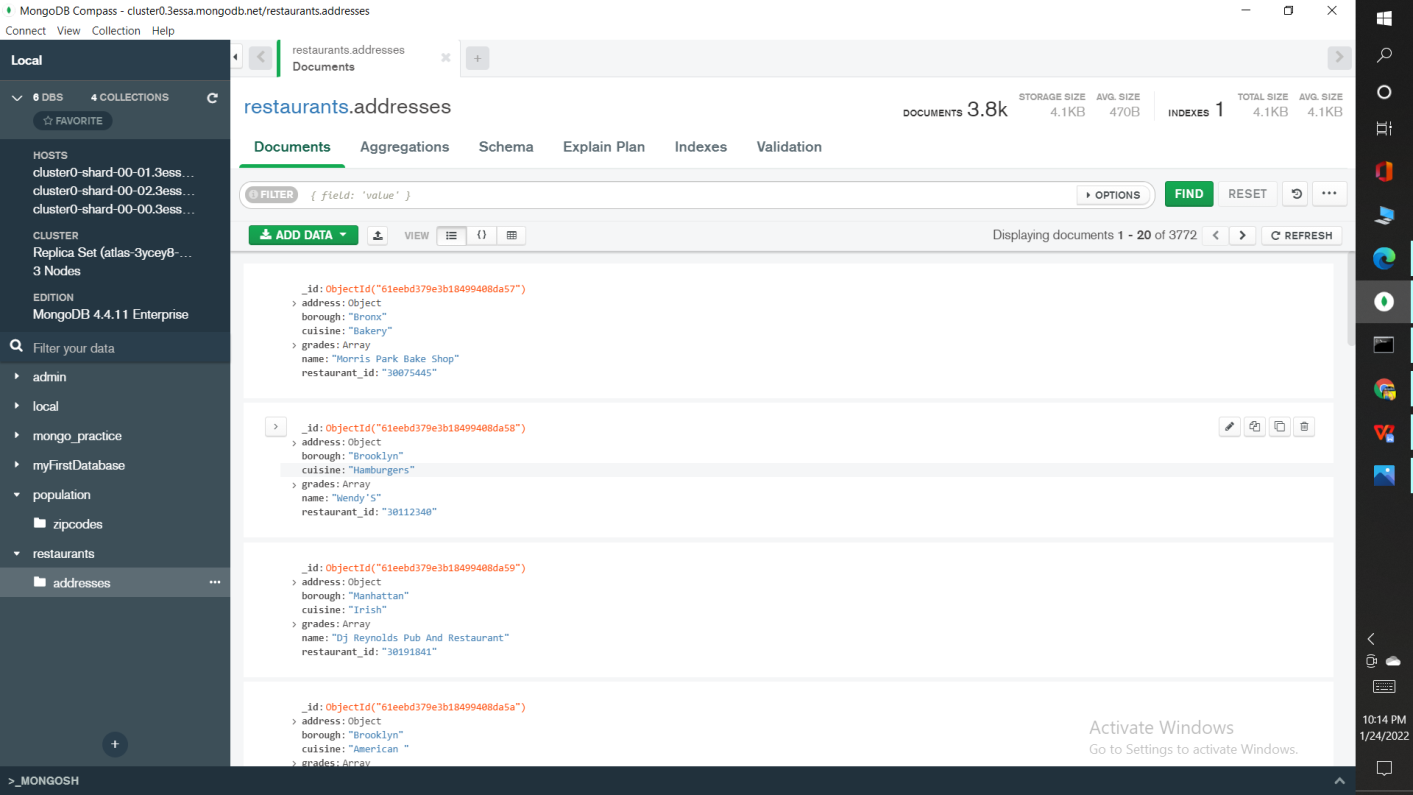 MongoDB Compass - cluster0.3essa.mongodb.net/restaurants.addresses
Connect View Collection Help
Local
6 DBS 4 COLLECTIONS
☆ FAVORITE
HOSTS
cluster0-shard-00-01.3ess...
cluster0-shard-00-02.3ess...
cluster0-shard-00-00.3ess...
CLUSTER
Replica Set (atlas-3ycey8-...
3 Nodes
EDITION
MongoDB 4.4.11 Enterprise
Filter your data
admin
local
mongo_practice
myFirstDatabase
population
zipcodes
restaurants
addresses ...
+
>_MONGOSH
restaurants.addresses
Documents
+
restaurants.addresses
DOCUMENTS 3.8k
STORAGE SIZE
4.1KB
AVG. SIZE
470B
INDEXES 1
TOTAL SIZE
4.1KB
AVG. SIZE
4.1KB
Documents Aggregations Schema Explain Plan Indexes Validation
FILTER { field: 'value' } OPTIONS FIND RESET ...
ADD DATA VIEW {} Displaying documents 1 - 20 of 3772 < > REFRESH
_id: ObjectId("61eebd379e3b18499408da57")
> address: Object
borough: "Bronx"
cuisine: "Bakery"
> grades: Array
name: "Morris Park Bake Shop"
restaurant_id: "30075445"
_id: ObjectId("61eebd379e3b18499408da58")
> address: Object
borough: "Brooklyn"
cuisine: "Hamburgers"
> grades: Array
name: "Wendy'S"
restaurant_id: "30112340"
_id: ObjectId("61eebd379e3b18499408da59")
> address: Object
borough: "Manhattan"
cuisine: "Irish"
> grades: Array
name: "Dj Reynolds Pub And Restaurant"
restaurant_id: "30191841"
_id: ObjectId("61eebd379e3b18499408da5a")
> address: Object
borough: "Brooklyn"
cuisine: "American "
> grades: Array
Activate Windows
Go to Settings to activate Windows.
10:14 PM
1/24/2022